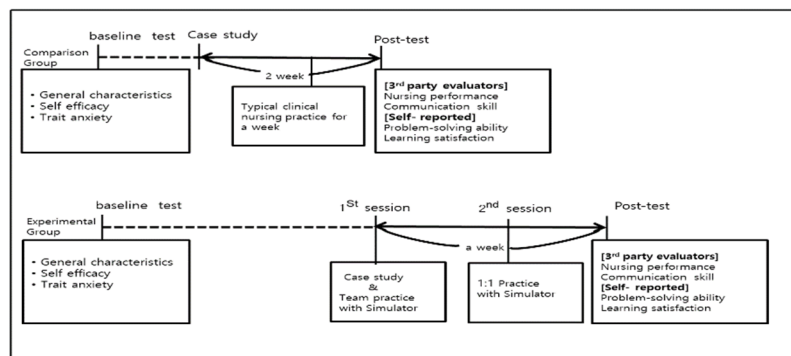 baseline test
Case study
Post-test
Comparison
Group
2 week
• General characteristics
• Self efficacy
• Trait anxiety
Typical clinical
nursing practice for
a week
[3rd party evaluators]
Nursing performance
Communication skill
[Self- reported]
Problem-solving ability
Learning satisfaction
baseline test
1St session
2nd session
Post-test
Experimental
Group
a week
• General characteristics
• Self efficacy
• Trait anxiety
Case study
&
Team practice
with Simulator
1:1 Practice
with Simulator
[3rd party evaluators]
Nursing performance
Communication skill
[Self- reported]
Problem-solving ability
Learning satisfaction